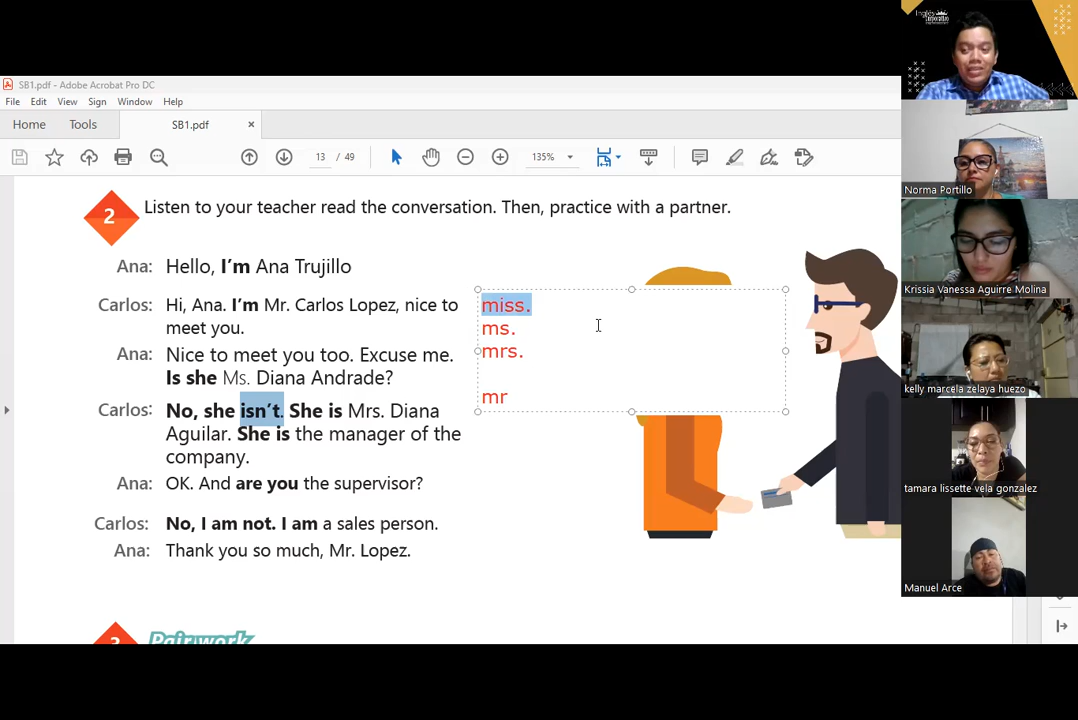 SB1.pdf - Adobe Acrobat Pro DC
File Edit View Sign Window Help
Home Tools SB1.pdf ×
13 / 49 135%
2 Listen to your teacher read the conversation. Then, practice with a partner.
Ana: Hello, I'm Ana Trujillo
Carlos: Hi, Ana. I'm Mr. Carlos Lopez, nice to
meet you.
Ana: Nice to meet you too. Excuse me.
Is she Ms. Diana Andrade?
Carlos: No, she isn't. She is Mrs. Diana
Aguilar. She is the manager of the
company.
Ana: OK. And are you the supervisor?
Carlos: No, I am not. I am a sales person.
Ana: Thank you so much, Mr. Lopez.
miss.
ms.
mrs.
mr
3 Pair work
Inglés
Corporativo
Norma Portillo
Krissia Vanessa Aguirre Molina
kelly marcela zelaya huezo
tamara lissette vela gonzalez
Manuel Arce